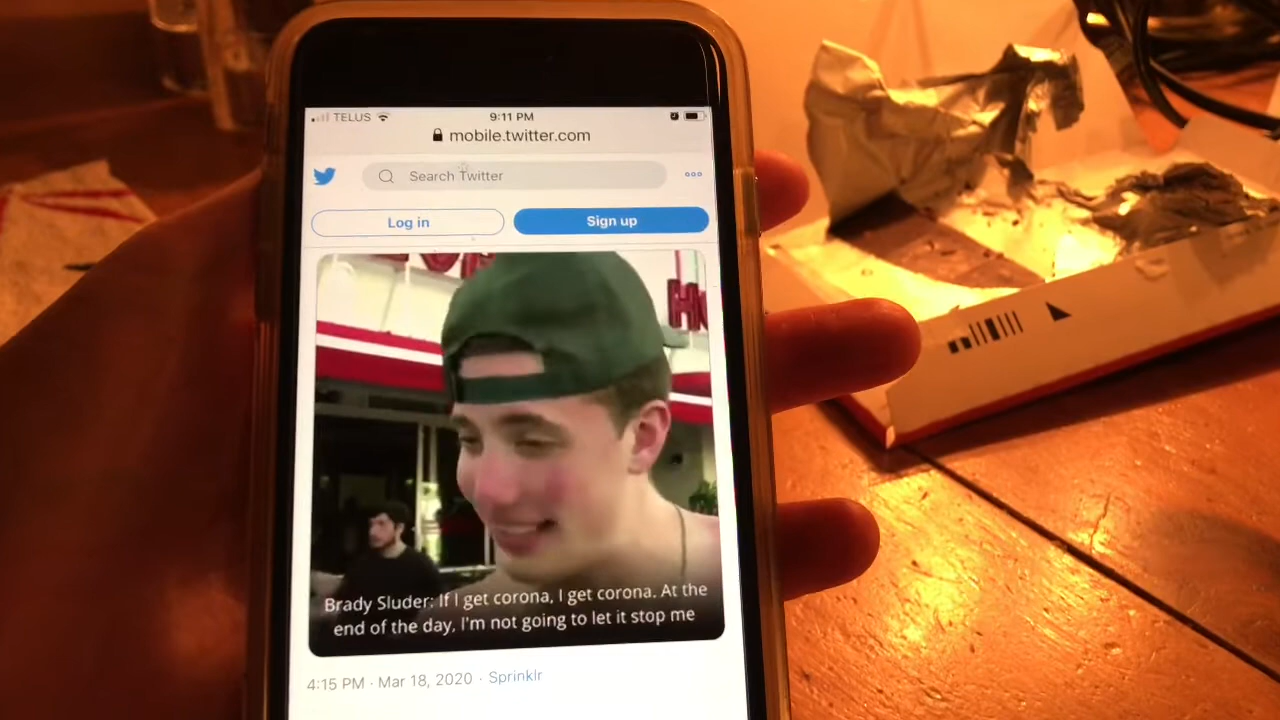 TELUS 9:11 PM
mobile.twitter.com
Search Twitter
Log in Sign up
Brady Sluder: If I get corona, I get corona. At the
end of the day, I'm not going to let it stop me
4:15 PM · Mar 18, 2020 · Sprinklr